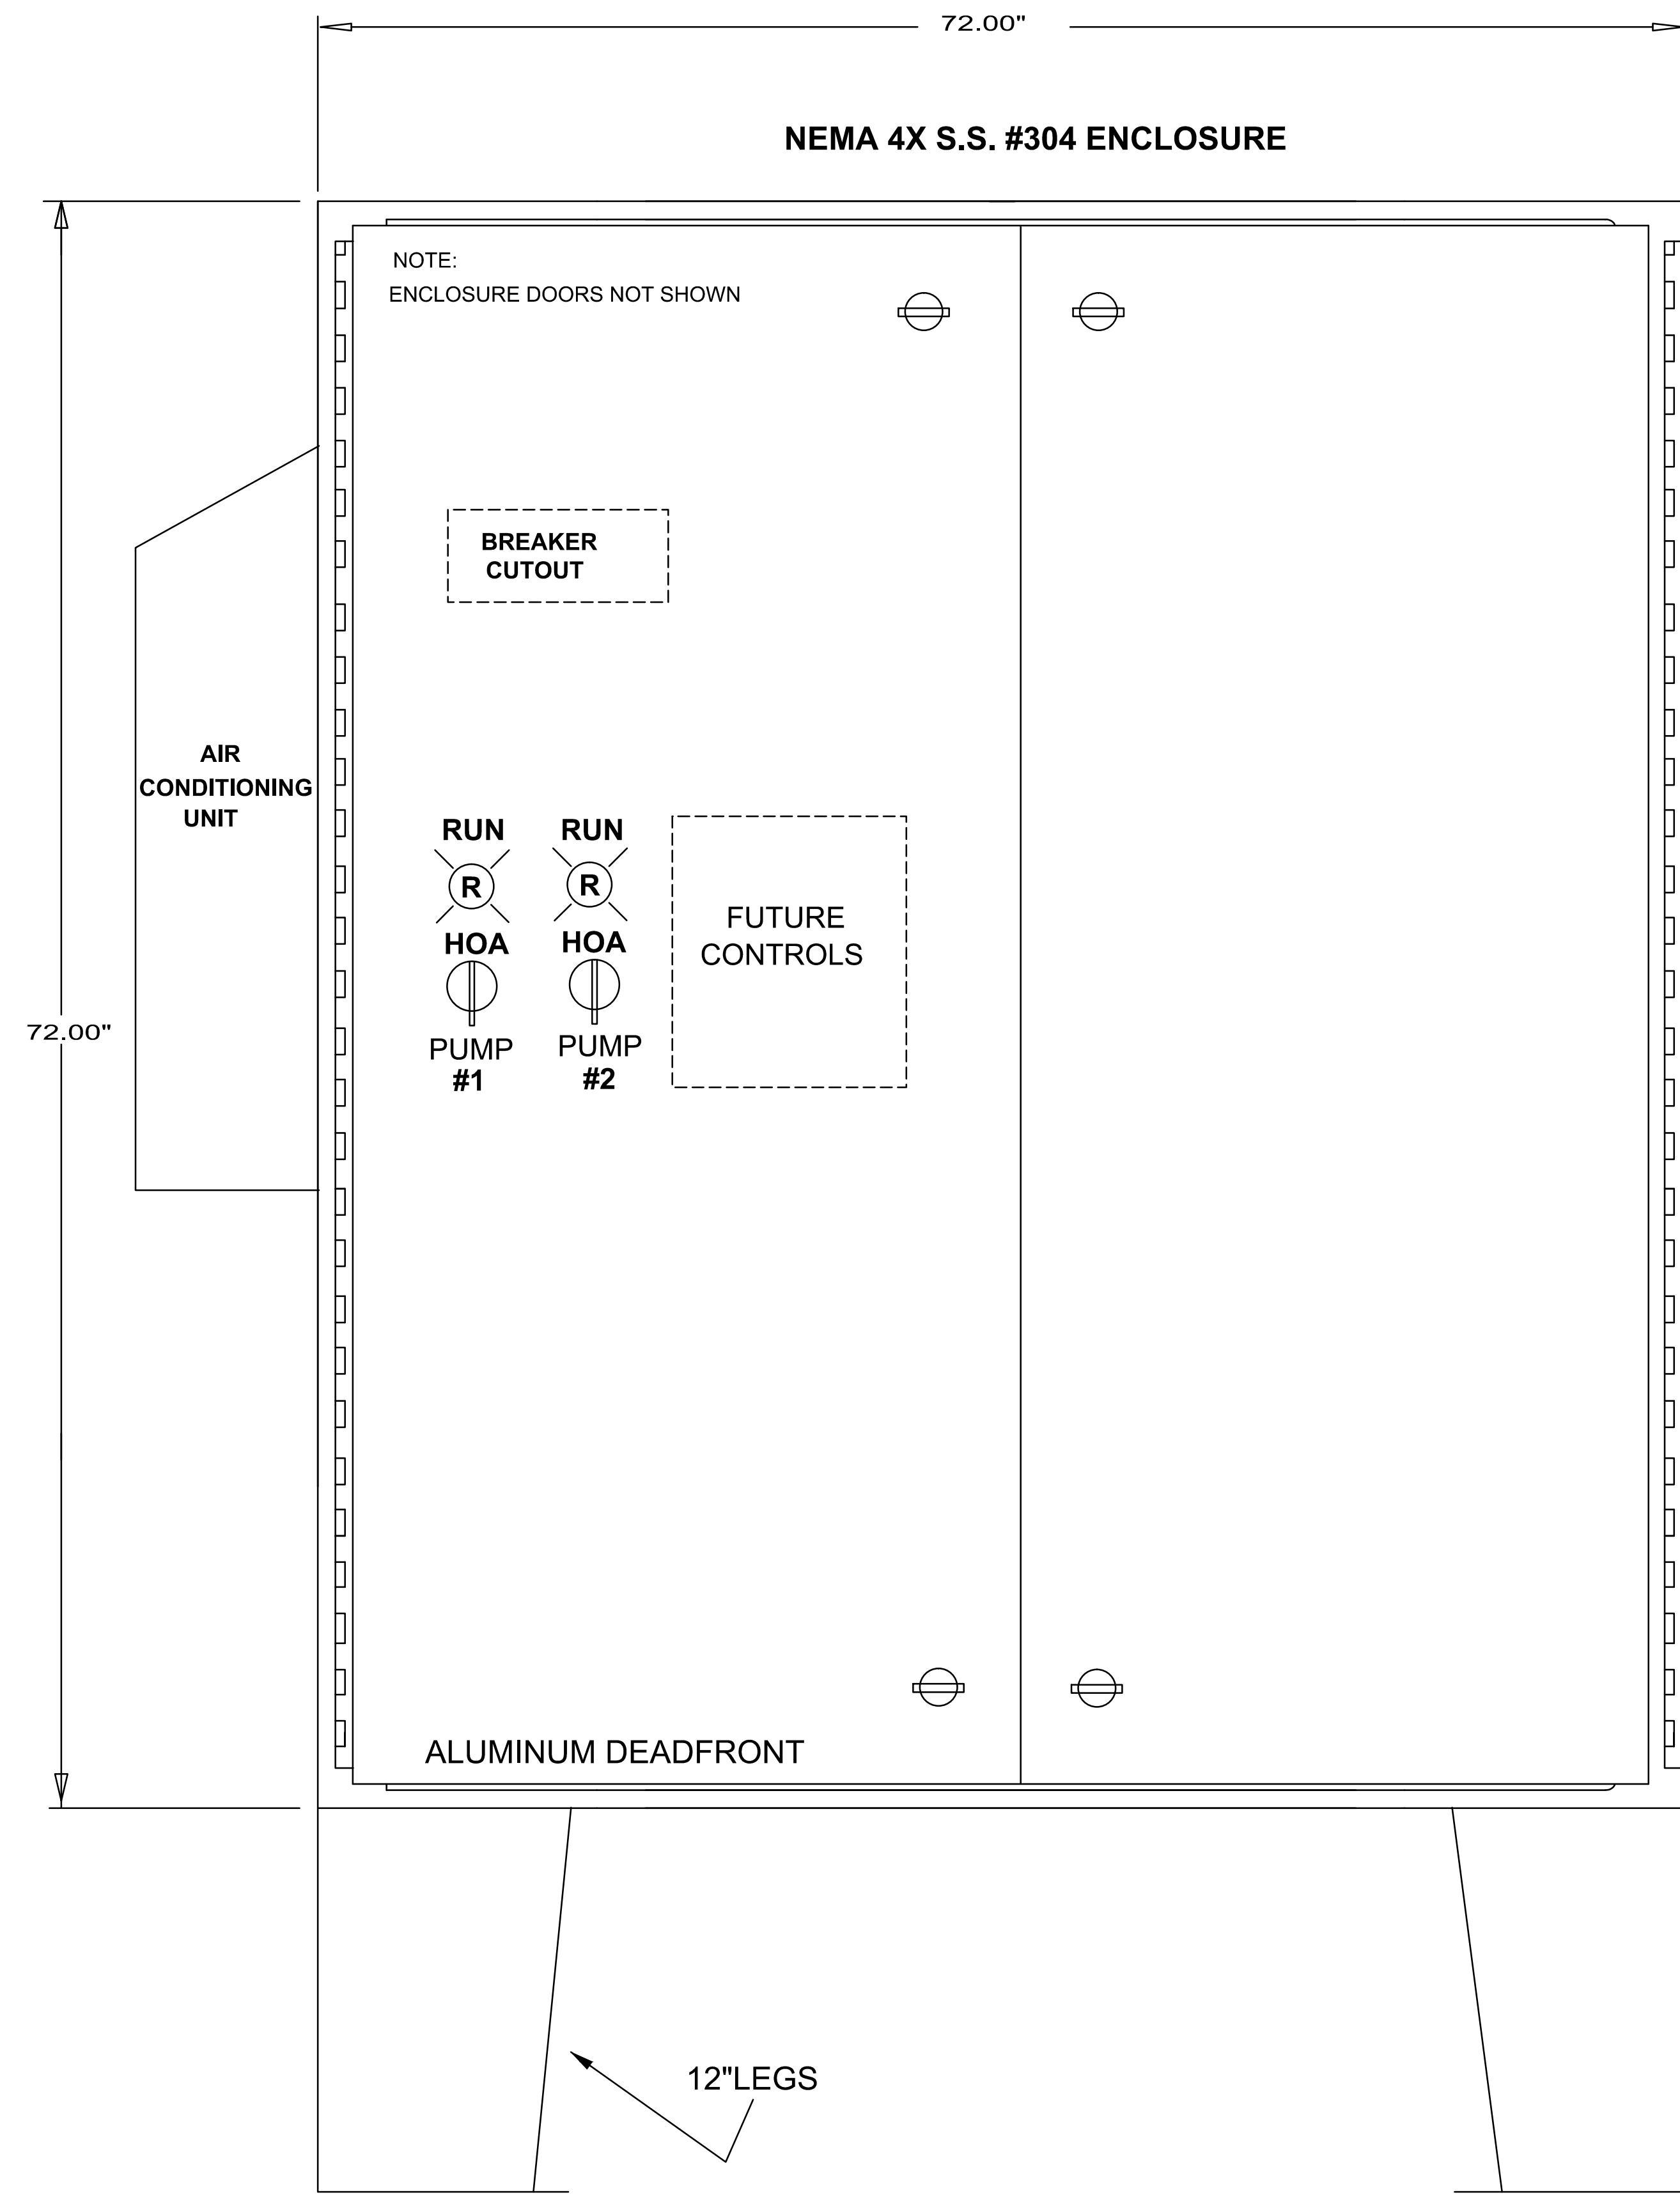 72.00"
NEMA 4X S.S. #304 ENCLOSURE
NOTE:
ENCLOSURE DOORS NOT SHOWN
BREAKER
CUTOUT
AIR
CONDITIONING
UNIT
RUN RUN
R R
HOA HOA
PUMP PUMP
#1 #2
FUTURE
CONTROLS
72.00"
ALUMINUM DEADFRONT
12"LEGS